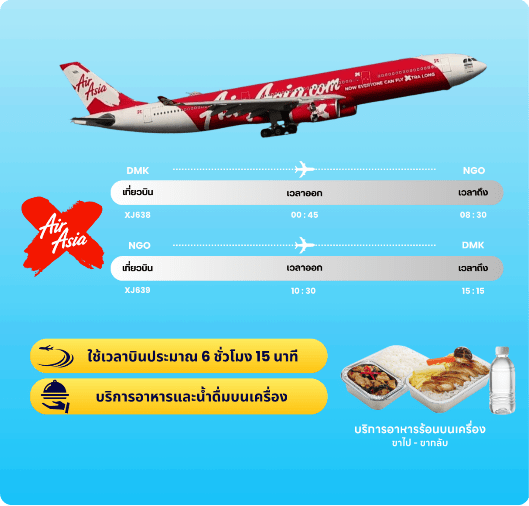 Air Asia
AirAsia.com
NOW EVERYONE CAN FLY XTRA LONG
DMK NGO
เที่ยวบิน เวลาออก เวลาถึง
XJ638 00 : 45 08 : 30
Air
Asia
NGO DMK
เที่ยวบิน เวลาออก เวลาถึง
XJ639 10 : 30 15 : 15
ใช้เวลาบินประมาณ 6 ชั่วโมง 15 นาที
บริการอาหารและน้ำดื่มบนเครื่อง
บริการอาหารร้อนบนเครื่อง
ขาไป - ขากลับ